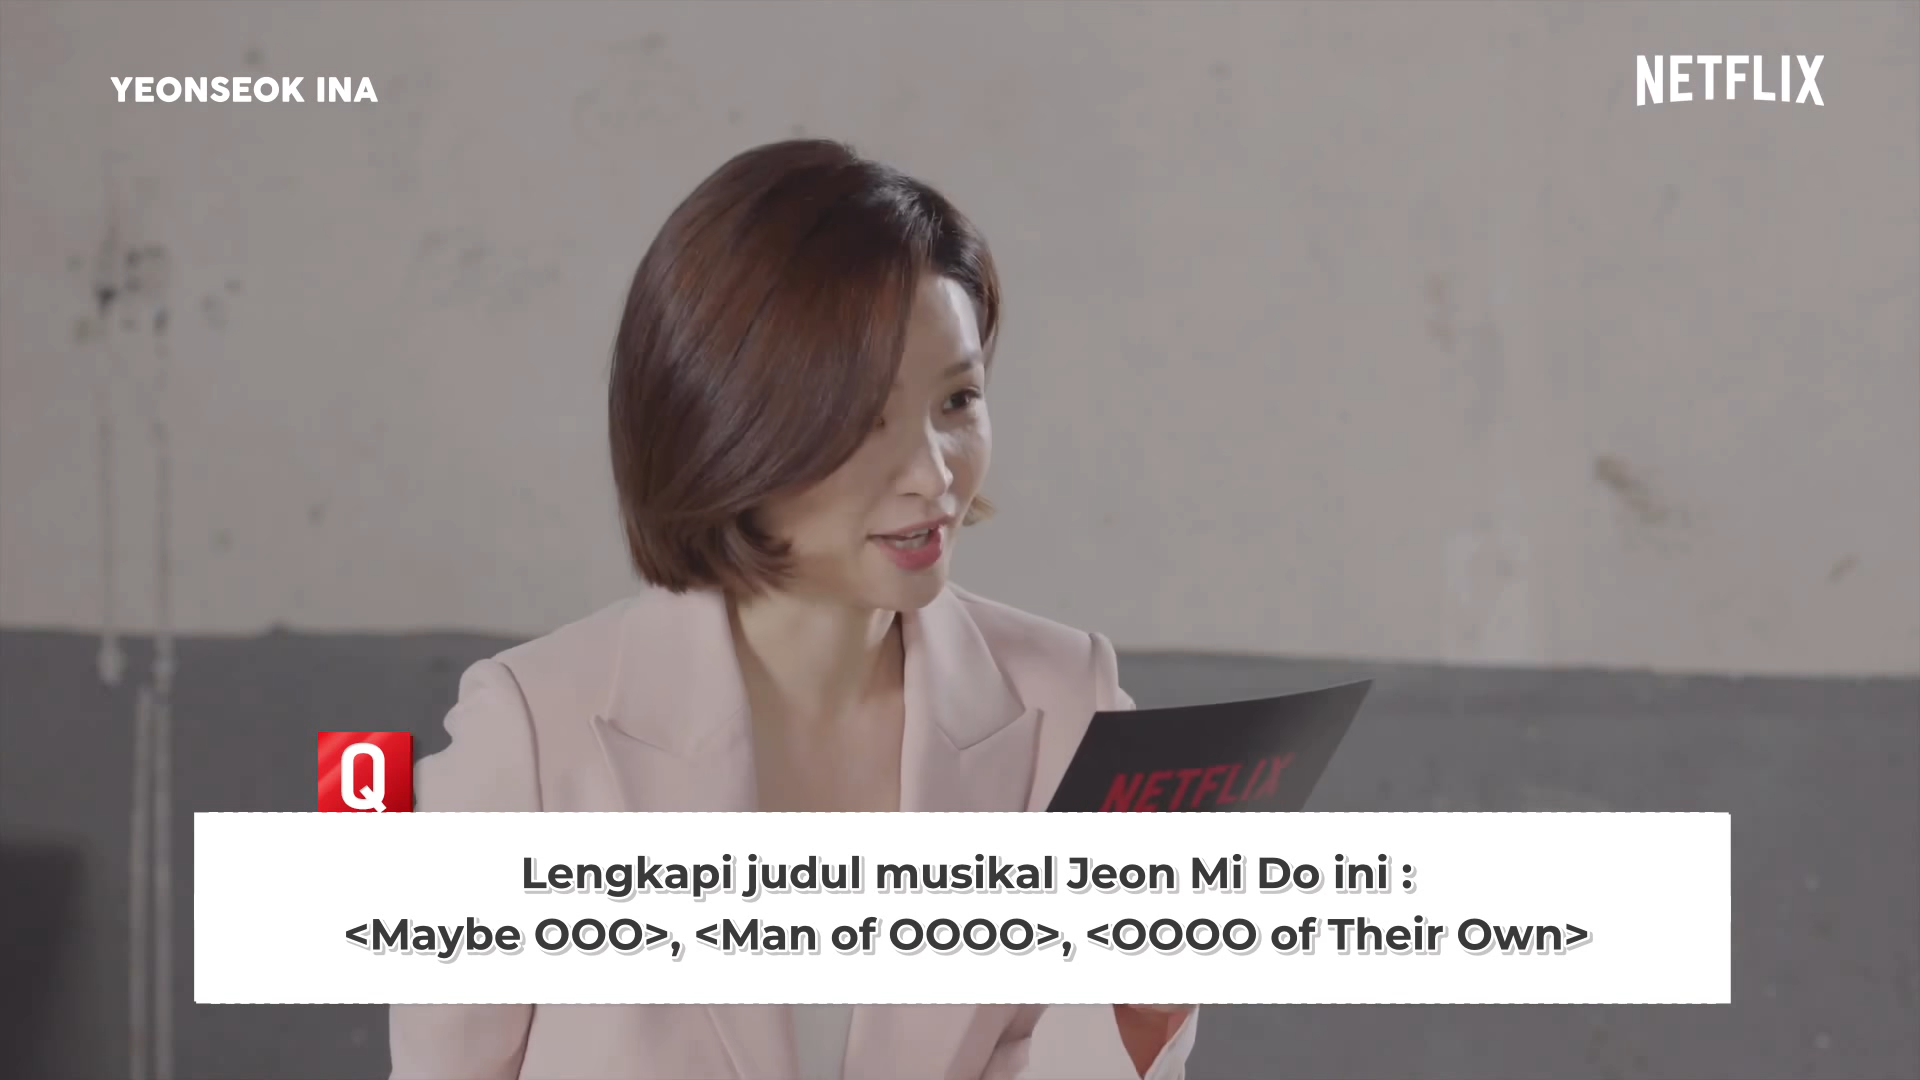 YEONSEOK INA
NETFLIX
NETFLIX
Q
Lengkapi judul musikal Jeon Mi Do ini :
<Maybe OOO>, <Man of OOOO>, <OOOO of Their Own>